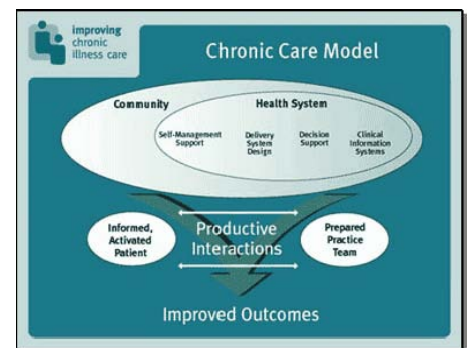 improving
chronic
illness care
Chronic Care Model
Community
Health System
Self-Management
Support
Delivery
System
Design
Decision
Support
Clinical
Information
Systems
Informed,
Activated
Patient
Productive
Interactions
Prepared
Practice
Team
Improved Outcomes